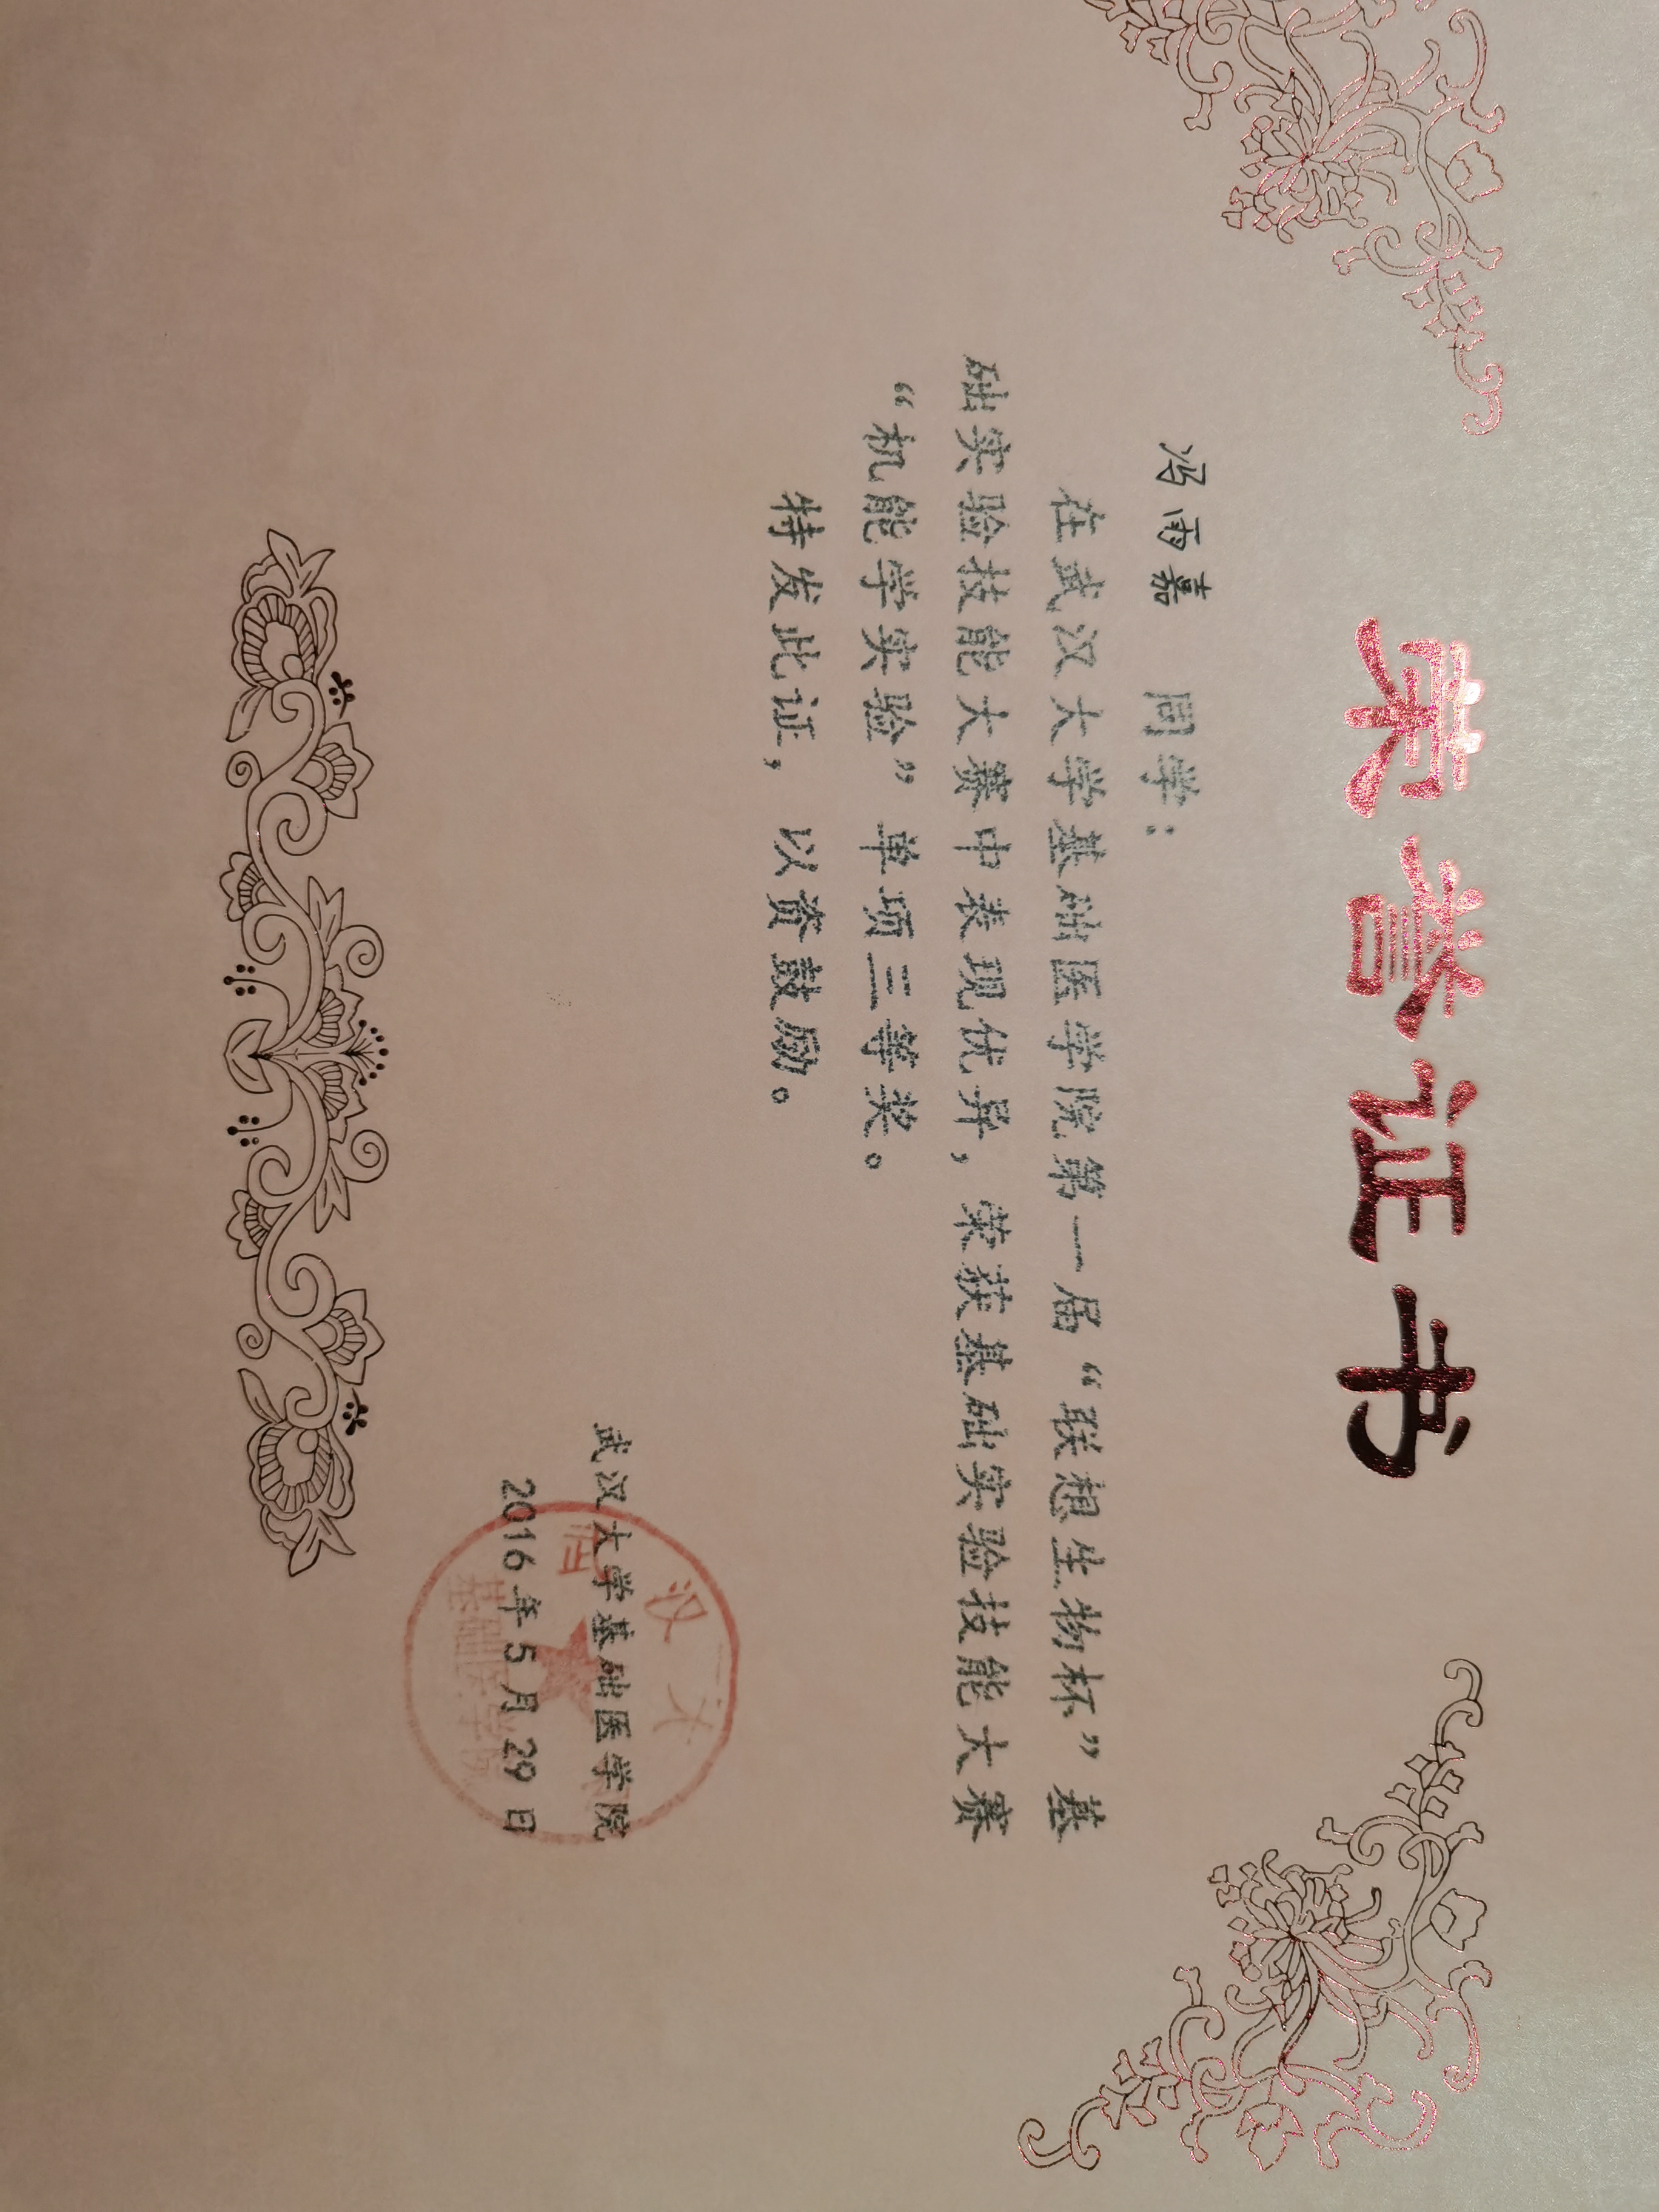 荣誉证书
冯雨嘉 同学：
在武汉大学基础医学院第一届“联想生物杯”基
础实验技能大赛中表现优异，荣获基础实验技能大赛
“机能学实验”单项三等奖。
特发此证，以资鼓励。
汉大
武汉大学基础医学院
2016年5月29日
基础医学院